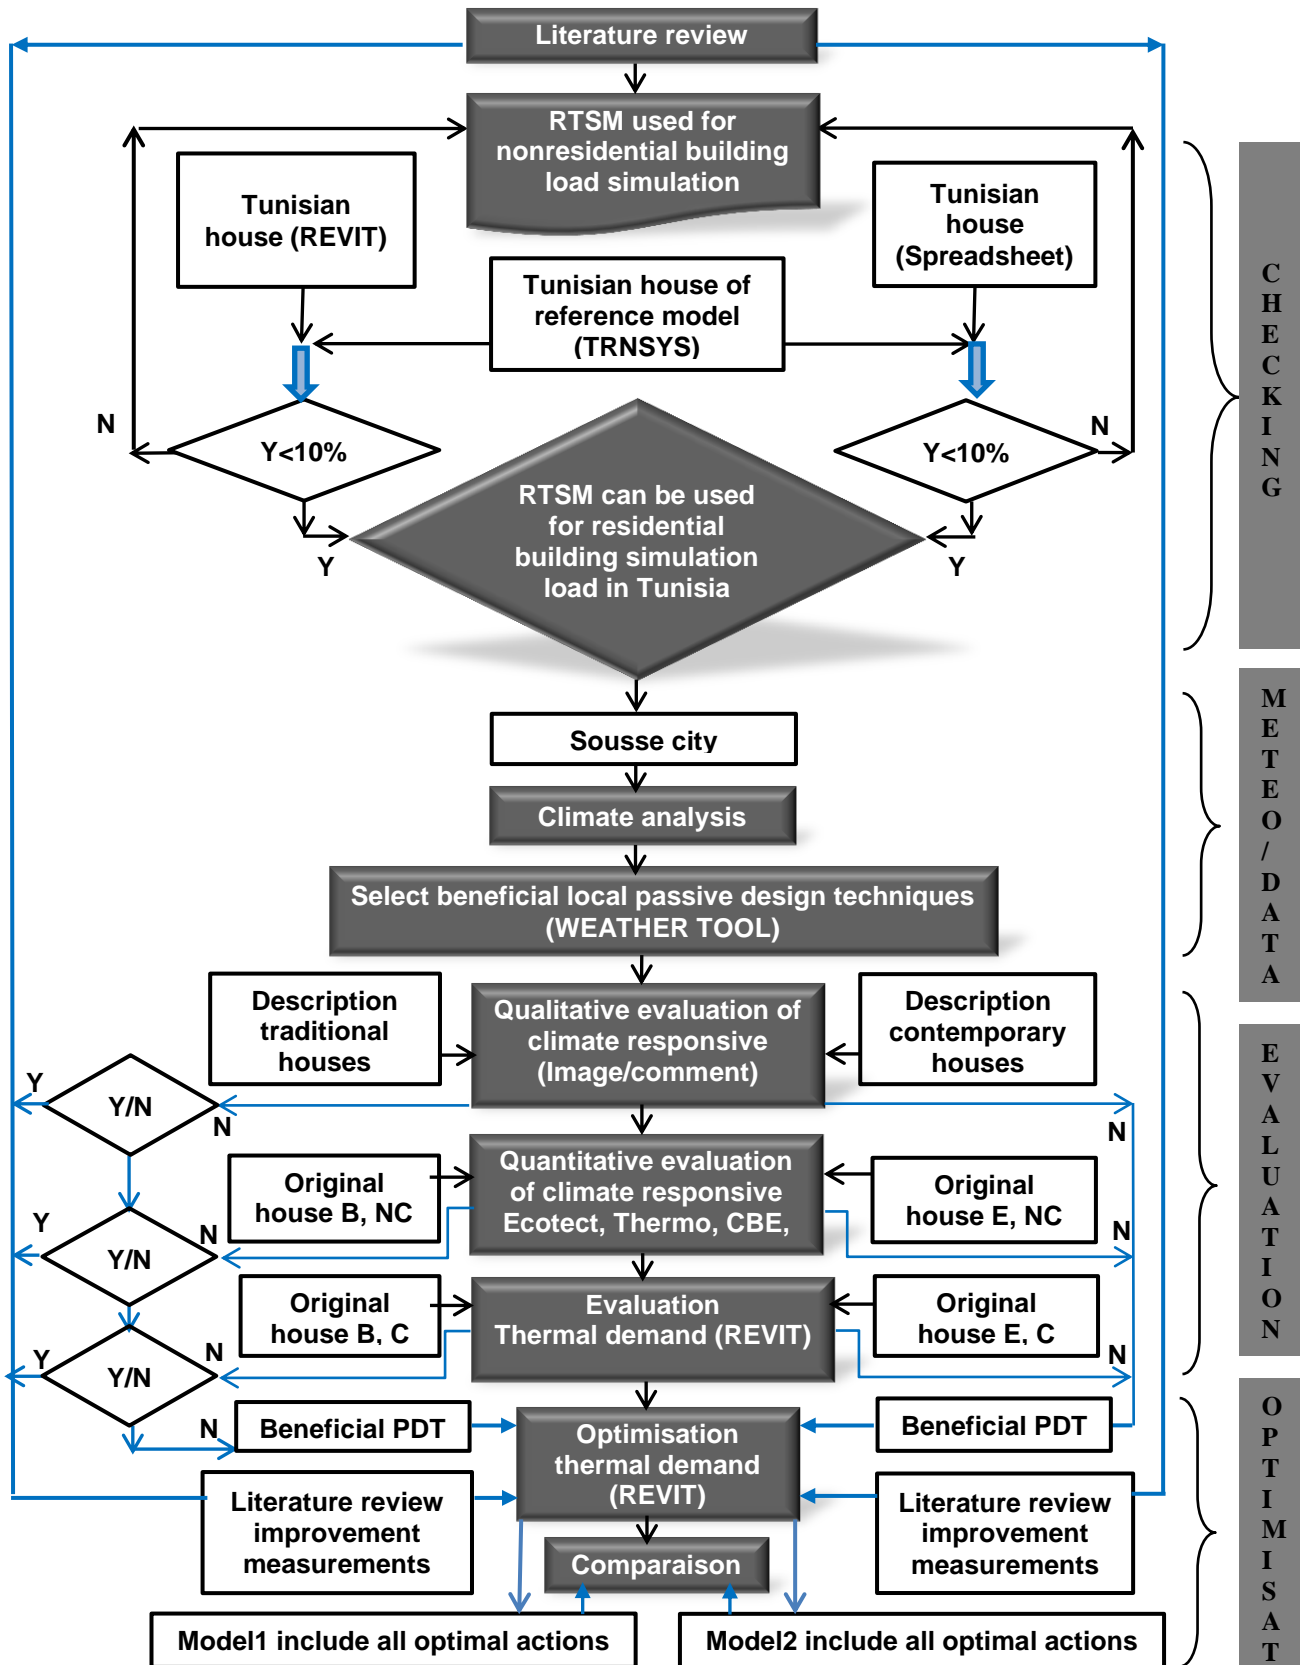 Literature review
RTSM used for
nonresidential building
load simulation
Tunisian
house (REVIT)
Tunisian
house
(Spreadsheet)
Tunisian house of
reference model
(TRNSYS)
N
Y<10%
Y<10%
N
RTSM can be used
for residential
building simulation
load in Tunisia
Y
Y
C
H
E
C
K
I
N
G
Sousse city
Climate analysis
Select beneficial local passive design techniques
(WEATHER TOOL)
M
E
T
E
O
/
D
A
T
A
Description
traditional
houses
Qualitative evaluation of
climate responsive
(Image/comment)
Description
contemporary
houses
Y
Y/N
N
N
Original
house B, NC
Quantitative evaluation
of climate responsive
Ecotect, Thermo, CBE,
Original
house E, NC
Y
Y/N
N
N
Original
house B, C
Evaluation
Thermal demand (REVIT)
Original
house E, C
Y
Y/N
N
N
E
V
A
L
U
A
T
I
O
N
N
Beneficial PDT
Optimisation
thermal demand
(REVIT)
Beneficial PDT
Literature review
improvement
measurements
Literature review
improvement
measurements
Comparaison
Model1 include all optimal actions
Model2 include all optimal actions
O
P
T
I
M
I
S
A
T